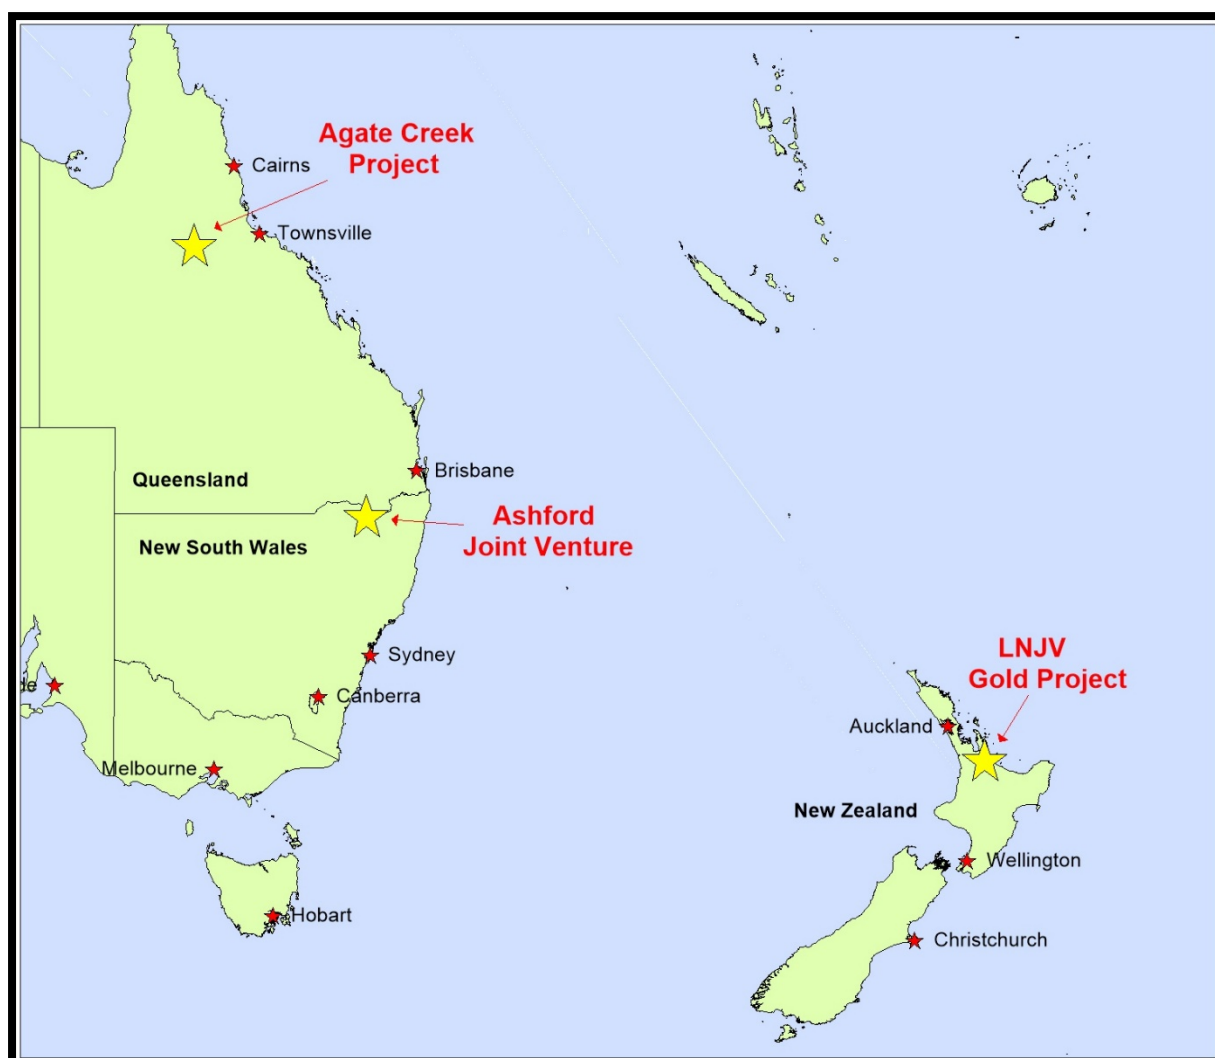 Agate Creek
Project
Cairns
Townsville
Brisbane
Queensland
Ashford
Joint Venture
New South Wales
Sydney
LNJV
Gold Project
Canberra
Auckland
Melbourne
New Zealand
Wellington
Hobart
Christchurch